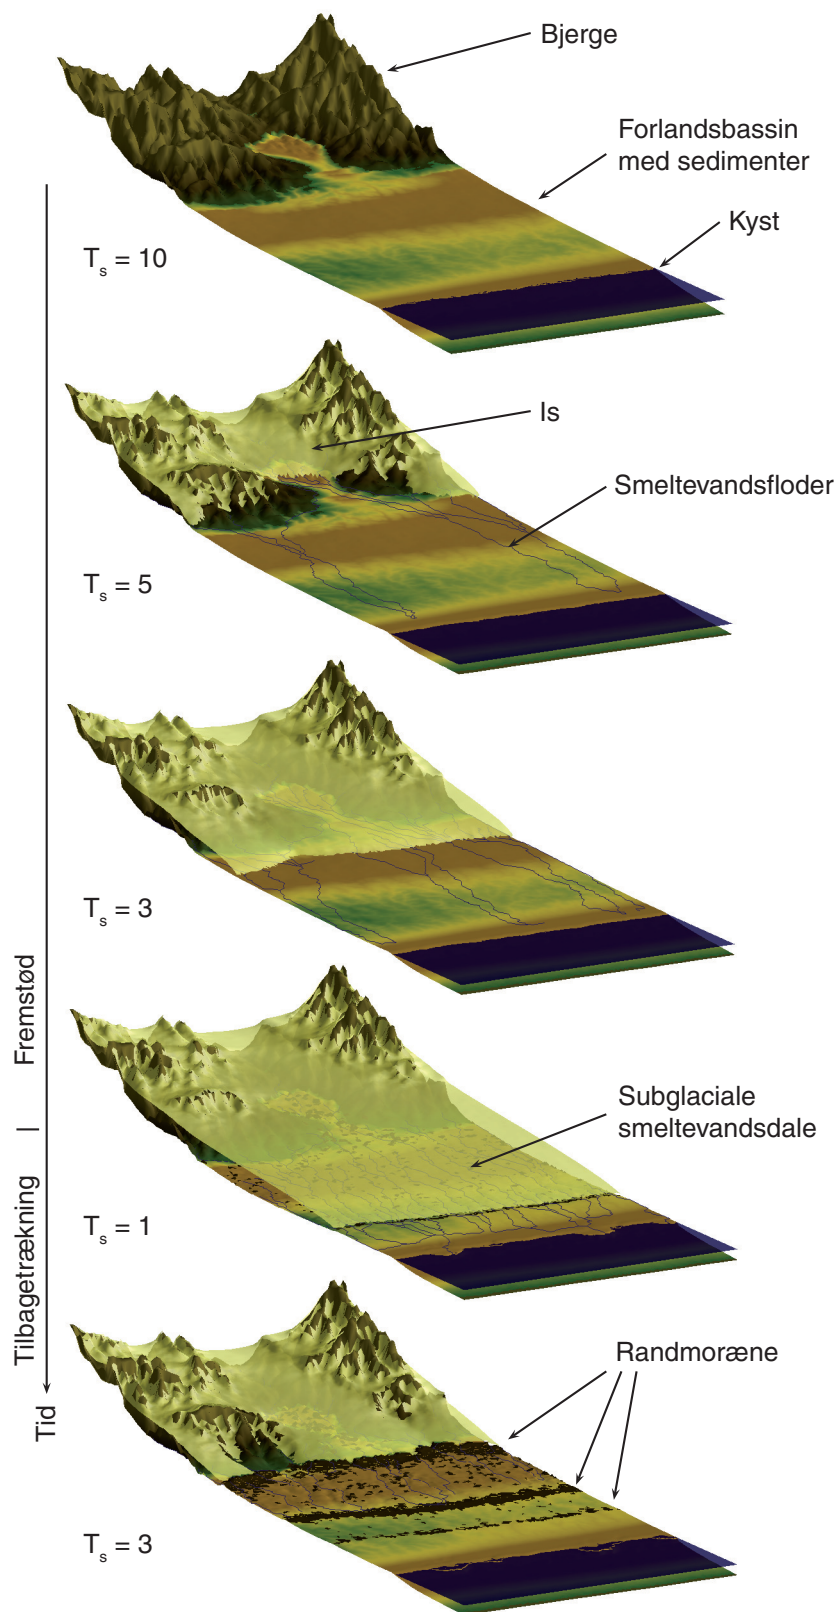 Bjerge
Forlandsbassin
med sedimenter
Kyst
Ts = 10
Is
Smeltevandsfloder
Ts = 5
Ts = 3
Fremstød
Subglaciale
smeltevandsdale
|
Ts = 1
Tilbagetrækning
Randmoræne
Tid
Ts = 3